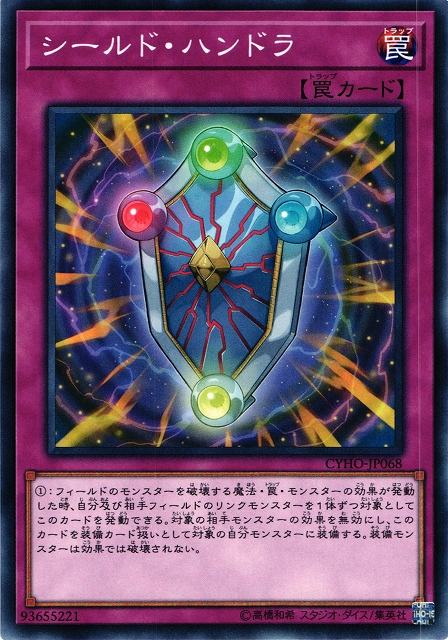 シールド・ハンドラ
罠
トラップ
【罠カード】
トラップ
CYHO-JP068
①：フィールドのモンスターを破壊する魔法・罠・モンスターの効果が発動
した時、自分及び相手フィールドのリンクモンスターを1体ずつ対象として
このカードを発動できる。対象の相手モンスターの効果を無効にし、この
カードを装備カード扱いとして対象の自分モンスターに装備する。装備モン
スターは効果では破壊されない。
93655221
©高橋和希 スタジオ・ダイス/集英社